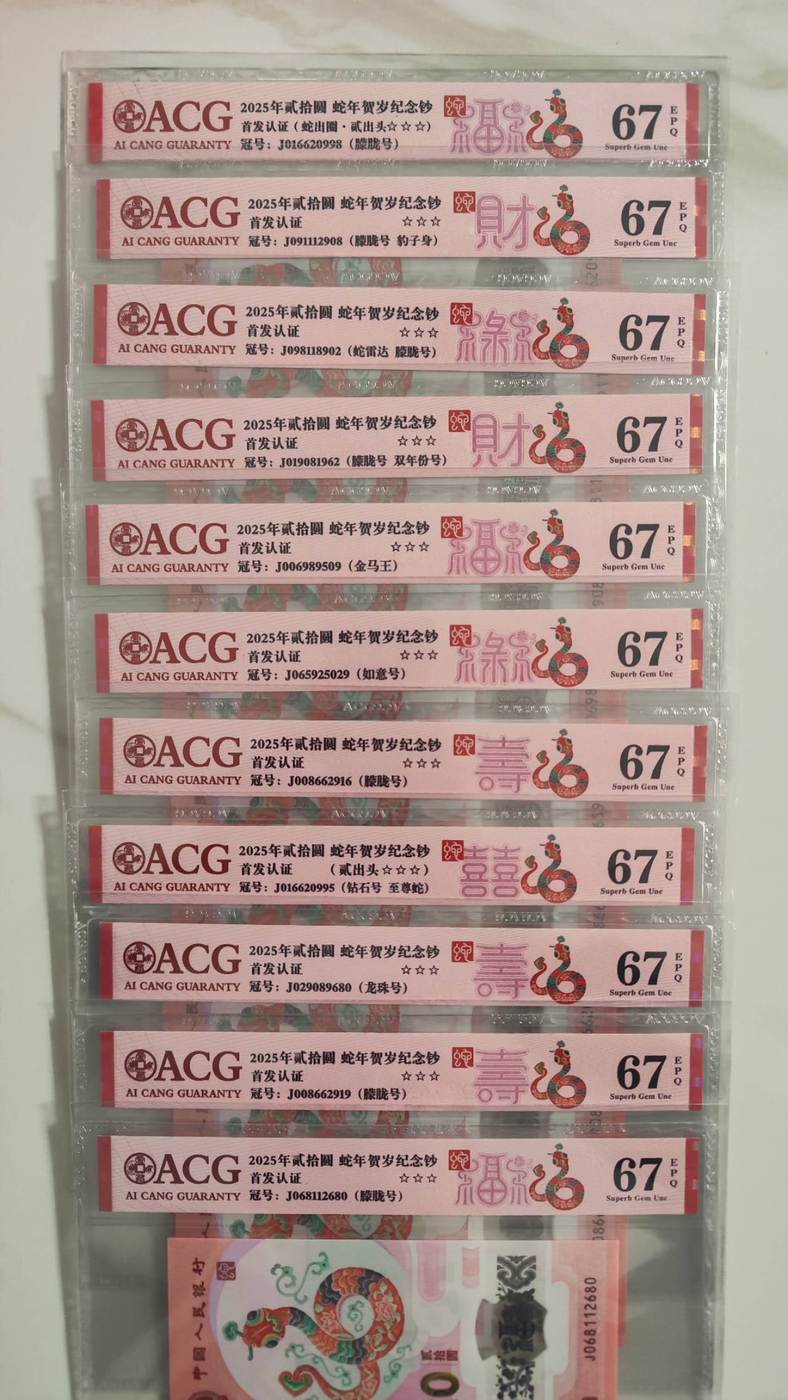 ACG
AI CANG GUARANTY
2025年贰拾圆 蛇年贺岁纪念钞
首发认证（蛇出圈·贰出头☆☆☆）
冠号：J016620998（朦胧号）
蛇
福
67
EPQ
Superb Gem Unc
ACG
AI CANG GUARANTY
2025年贰拾圆 蛇年贺岁纪念钞
首发认证 ☆☆☆
冠号：J091112908（朦胧号 豹子身）
蛇
財
67
EPQ
Superb Gem Unc
ACG
AI CANG GUARANTY
2025年贰拾圆 蛇年贺岁纪念钞
首发认证 ☆☆☆
冠号：J098118902（蛇雷达 朦胧号）
蛇
祿
67
EPQ
Superb Gem Unc
ACG
AI CANG GUARANTY
2025年贰拾圆 蛇年贺岁纪念钞
首发认证 ☆☆☆
冠号：J019081962（朦胧号 双年份号）
蛇
財
67
EPQ
Superb Gem Unc
ACG
AI CANG GUARANTY
2025年贰拾圆 蛇年贺岁纪念钞
首发认证 ☆☆☆
冠号：J006989509（金马王）
蛇
福
67
EPQ
Superb Gem Unc
ACG
AI CANG GUARANTY
2025年贰拾圆 蛇年贺岁纪念钞
首发认证 ☆☆☆
冠号：J065925029（如意号）
蛇
祿
67
EPQ
Superb Gem Unc
ACG
AI CANG GUARANTY
2025年贰拾圆 蛇年贺岁纪念钞
首发认证 ☆☆☆
冠号：J008662916（朦胧号）
蛇
壽
67
EPQ
Superb Gem Unc
ACG
AI CANG GUARANTY
2025年贰拾圆 蛇年贺岁纪念钞
首发认证 （贰出头☆☆☆）
冠号：J016620995（钻石号 至尊蛇）
蛇
囍
67
EPQ
Superb Gem Unc
ACG
AI CANG GUARANTY
2025年贰拾圆 蛇年贺岁纪念钞
首发认证 ☆☆☆
冠号：J029089680（龙珠号）
蛇
壽
67
EPQ
Superb Gem Unc
ACG
AI CANG GUARANTY
2025年贰拾圆 蛇年贺岁纪念钞
首发认证 ☆☆☆
冠号：J008662919（朦胧号）
蛇
壽
67
EPQ
Superb Gem Unc
ACG
AI CANG GUARANTY
2025年贰拾圆 蛇年贺岁纪念钞
首发认证 ☆☆☆
冠号：J068112680（朦胧号）
蛇
福
67
EPQ
Superb Gem Unc
中国人民银行
贰拾圆
J068112680